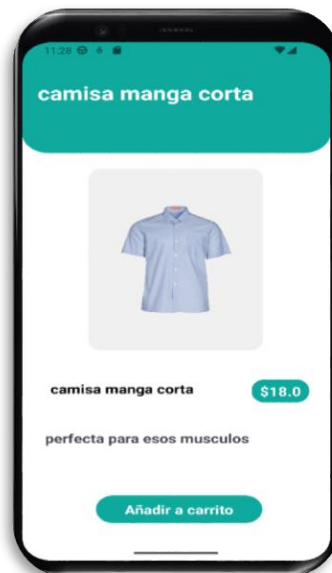 11:28
camisa manga corta
camisa manga corta
$18.0
perfecta para esos musculos
Añadir a carrito